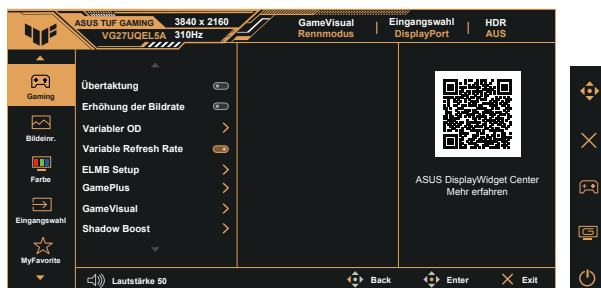 ASUS TUF GAMING 3840 x 2160
VG27UQEL5A 310Hz
GameVisual
Rennmodus
Eingangswahl
DisplayPort
HDR
AUS
Gaming
Bildeinr.
Farbe
Eingangswahl
MyFavorite
Übertaktung
Erhöhung der Bildrate
Variabler OD
Variable Refresh Rate
ELMB Setup
GamePlus
GameVisual
Shadow Boost
ASUS DisplayWidget Center
Mehr erfahren
Lautstärke 50
Back
Enter
Exit